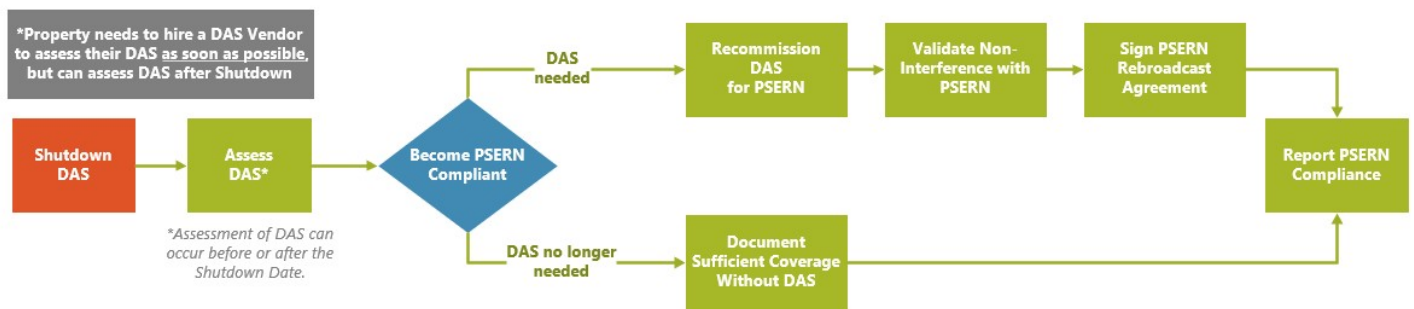 *Property needs to hire a DAS Vendor
to assess their DAS as soon as possible,
but can assess DAS after Shutdown
Shutdown
DAS
Assess
DAS*
*Assessment of DAS can
occur before or after the
Shutdown Date.
Become PSERN
Compliant
DAS
needed
Recommission
DAS
for PSERN
Validate Non-
Interference with
PSERN
Sign PSERN
Rebroadcast
Agreement
DAS no longer
needed
Document
Sufficient Coverage
Without DAS
Report PSERN
Compliance